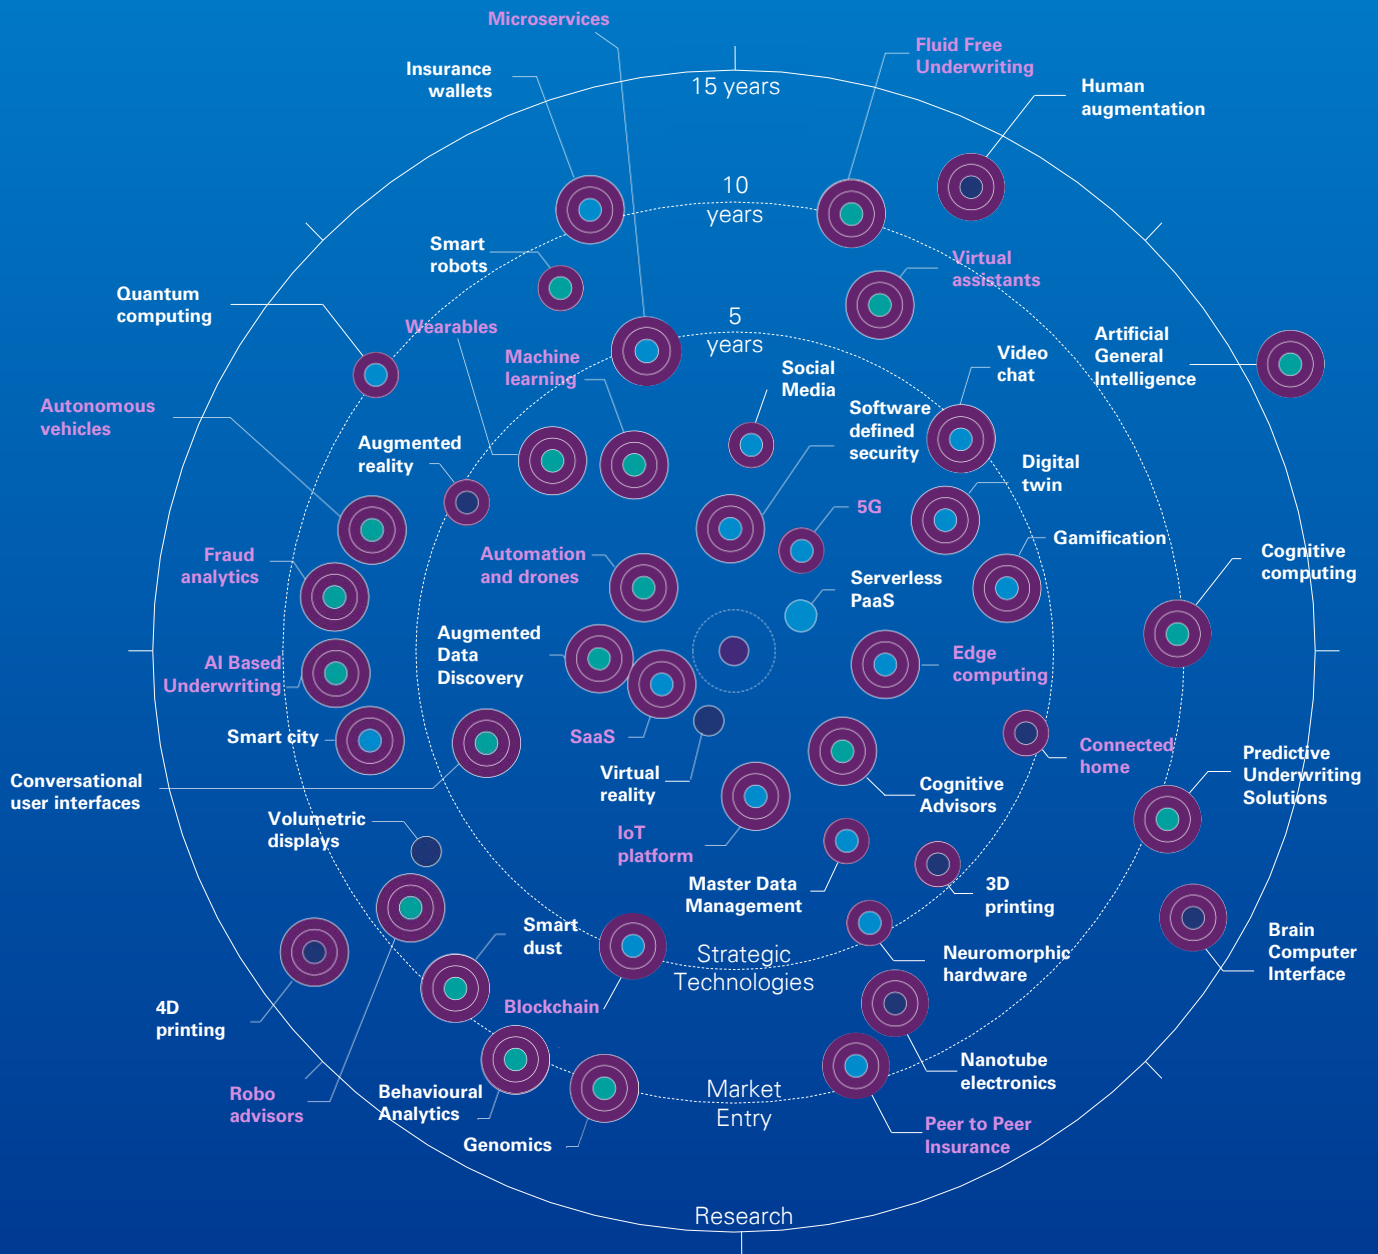 Microservices
Fluid Free
Underwriting
Insurance
wallets
15 years
Human
augmentation
10
years
Smart
robots
Virtual
assistants
Quantum
computing
5
years
Wearables
Machine
learning
Social
Media
Video
chat
Artificial
General
Intelligence
Autonomous
vehicles
Augmented
reality
Software
defined
security
Digital
twin
5G
Gamification
Fraud
analytics
Automation
and drones
Serverless
PaaS
Cognitive
computing
Augmented
Data
Discovery
AI Based
Underwriting
Edge
computing
Smart city
SaaS
Connected
home
Conversational
user interfaces
Virtual
reality
Cognitive
Advisors
Predictive
Underwriting
Solutions
Volumetric
displays
IoT
platform
Master Data
Management
3D
printing
Smart
dust
Strategic
Technologies
Neuromorphic
hardware
Brain
Computer
Interface
4D
printing
Blockchain
Robo
advisors
Behavioural
Analytics
Market
Entry
Nanotube
electronics
Genomics
Peer to Peer
Insurance
Research